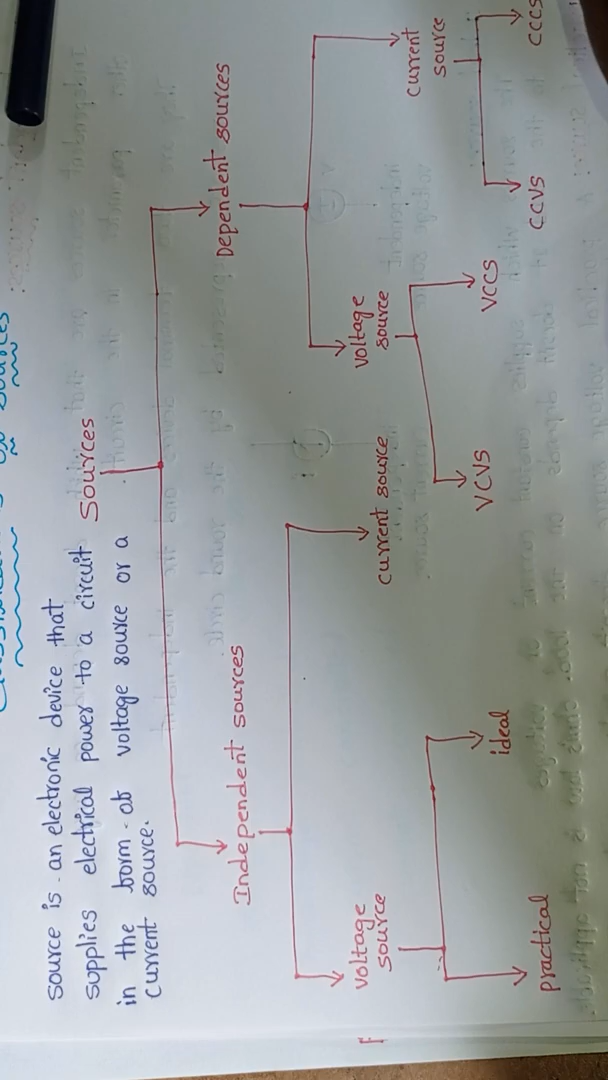 source is an electronic device that
supplies electrical power to a circuit
in the form of voltage source or a
current source.
Sources
Independent sources
Dependent sources
voltage
source
current source
voltage
source
current
source
practical
ideal
VCVS
VCCS
CCVS
CCCS